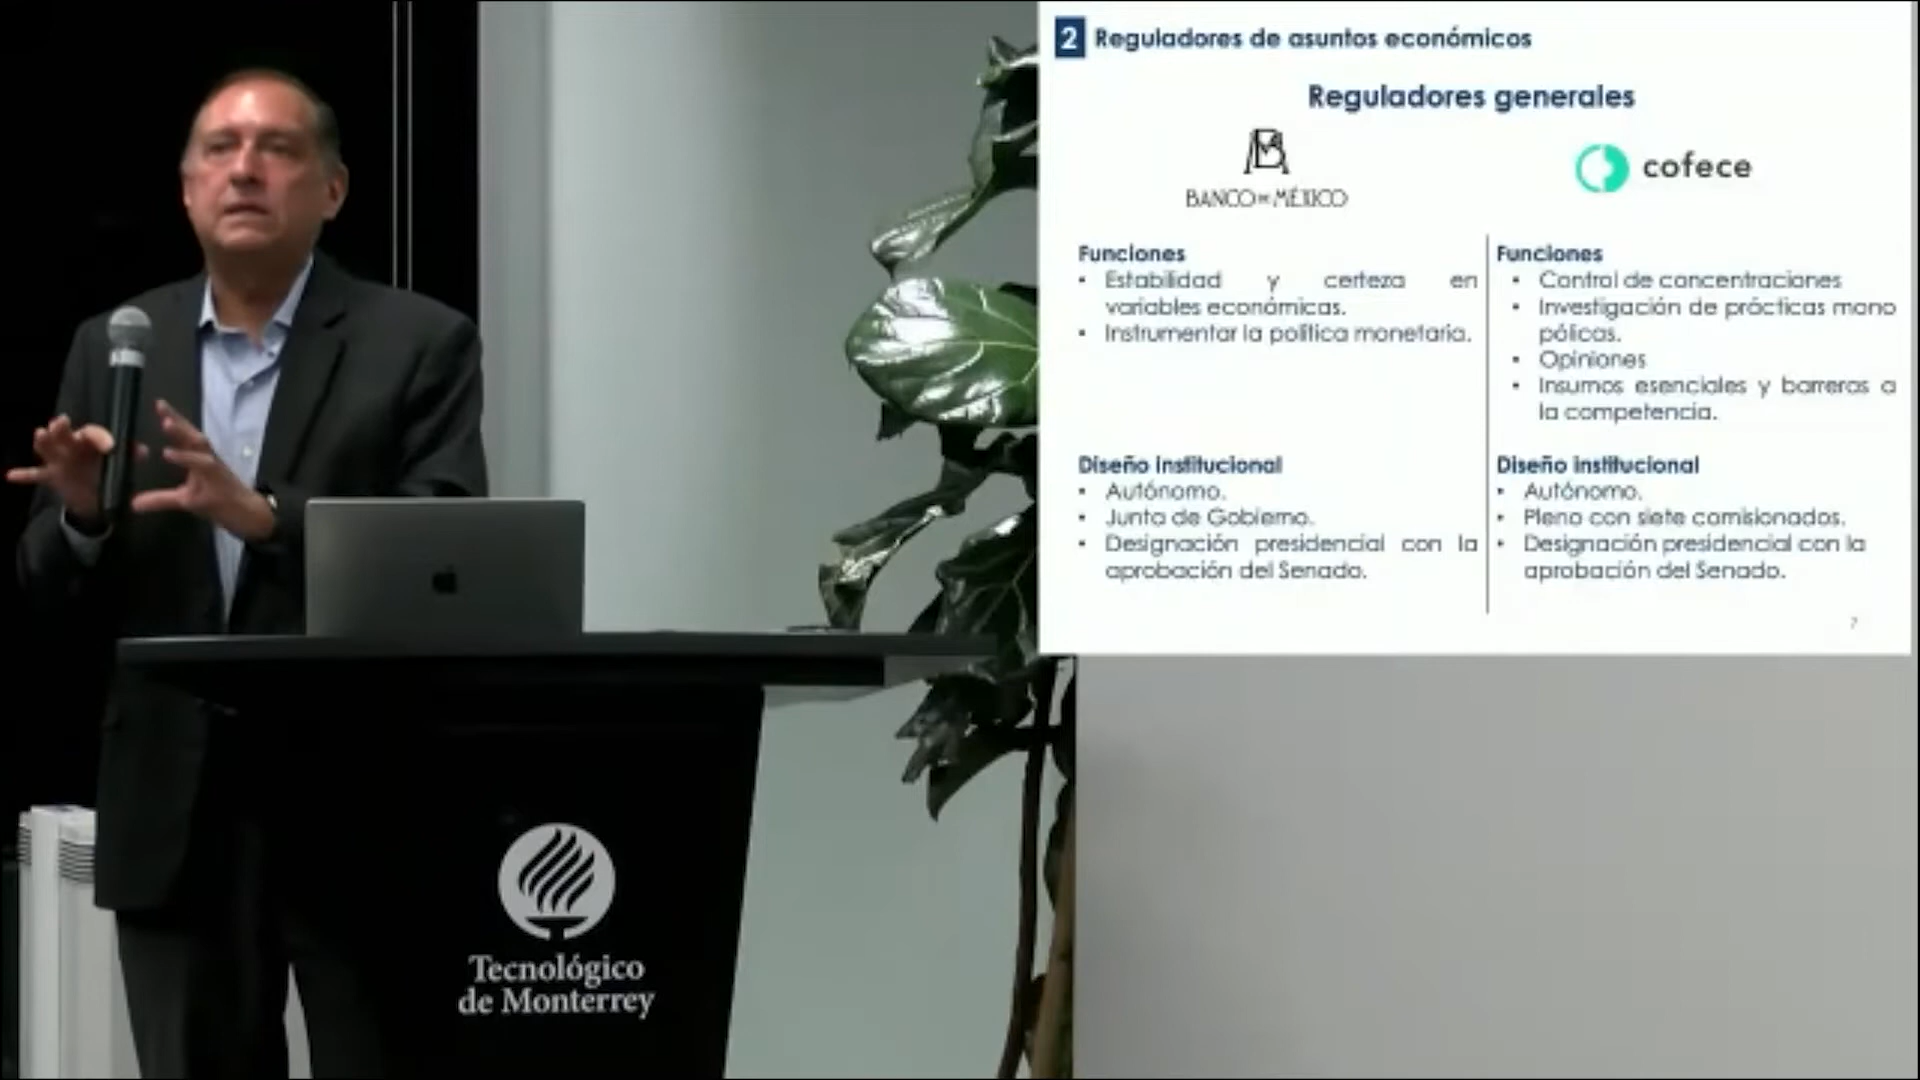 2 Reguladores de asuntos económicos
Reguladores generales
BANCO DE MÉXICO
cofece
Funciones
• Estabilidad y certeza en
variables económicas.
• Instrumentar la política monetaria.
Diseño institucional
• Autónomo.
• Junta de Gobierno.
• Designación presidencial con la
aprobación del Senado.
Funciones
• Control de concentraciones
• Investigación de prácticas mono
pólicas.
• Opiniones
• Insumos esenciales y barreras a
la competencia.
Diseño institucional
• Autónomo.
• Pleno con siete comisionados.
• Designación presidencial con la
aprobación del Senado.
7
Tecnológico
de Monterrey